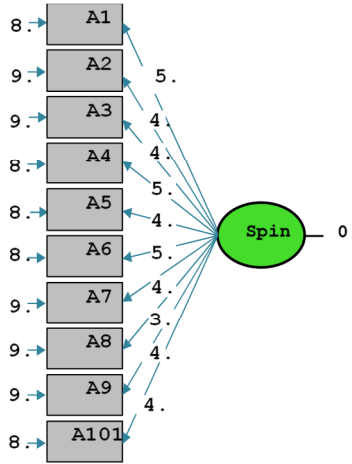 8. A1
9. A2 5.
9. A3 4.
8. A4 4.
5.
8. A5 4.
Spin 0
8. A6 5.
9. A7 4.
3.
9. A8 4.
9. A9 4.
8. A101